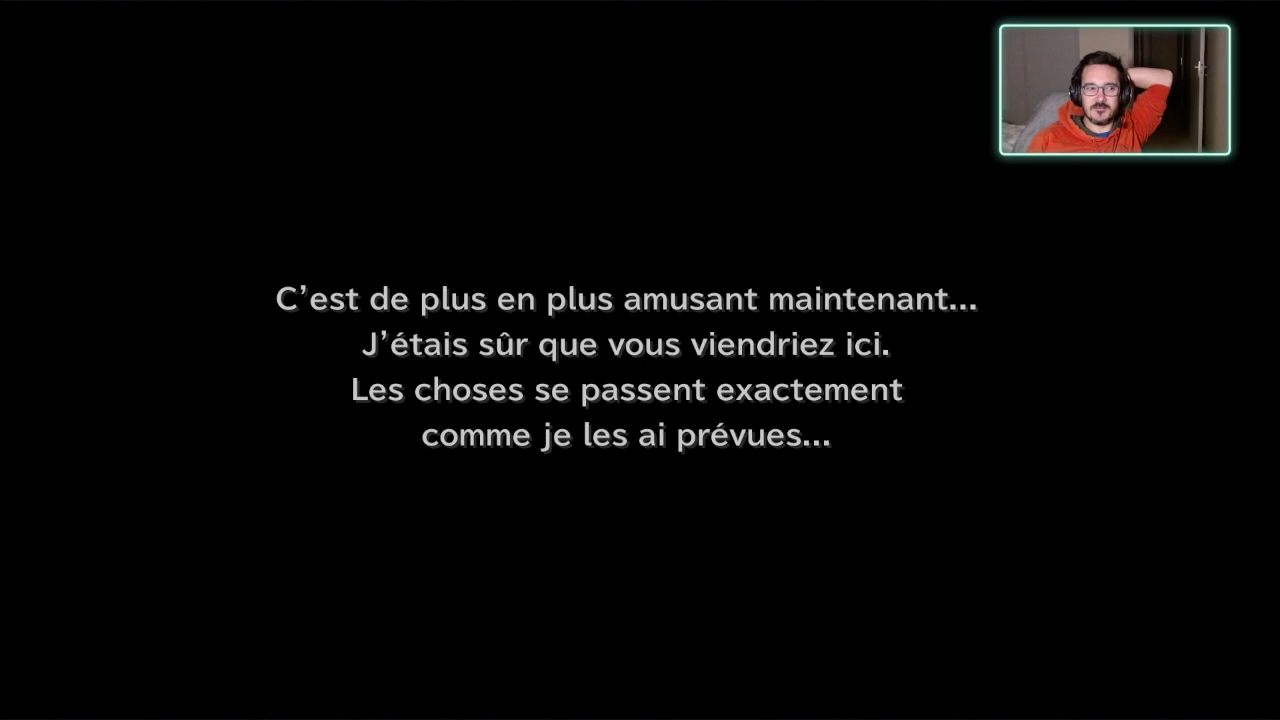 C’est de plus en plus amusant maintenant...
J’étais sûr que vous viendriez ici.
Les choses se passent exactement
comme je les ai prévues...